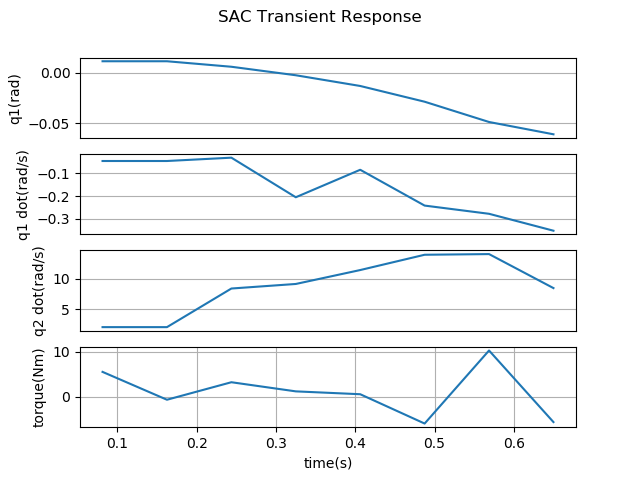 SAC Transient Response
q1(rad)
0.00
−0.05
q1 dot(rad/s)
−0.1
−0.2
−0.3
q2 dot(rad/s)
10
5
torque(Nm)
10
0
0.1 0.2 0.3 0.4 0.5 0.6
time(s)